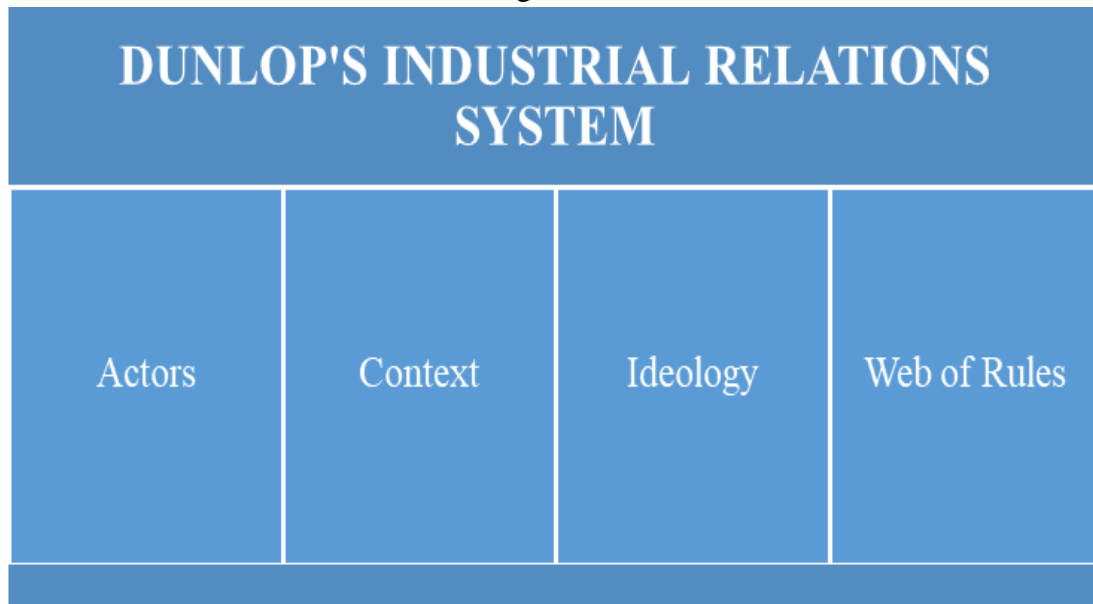 DUNLOP'S INDUSTRIAL RELATIONS
SYSTEM
Actors
Context
Ideology
Web of Rules